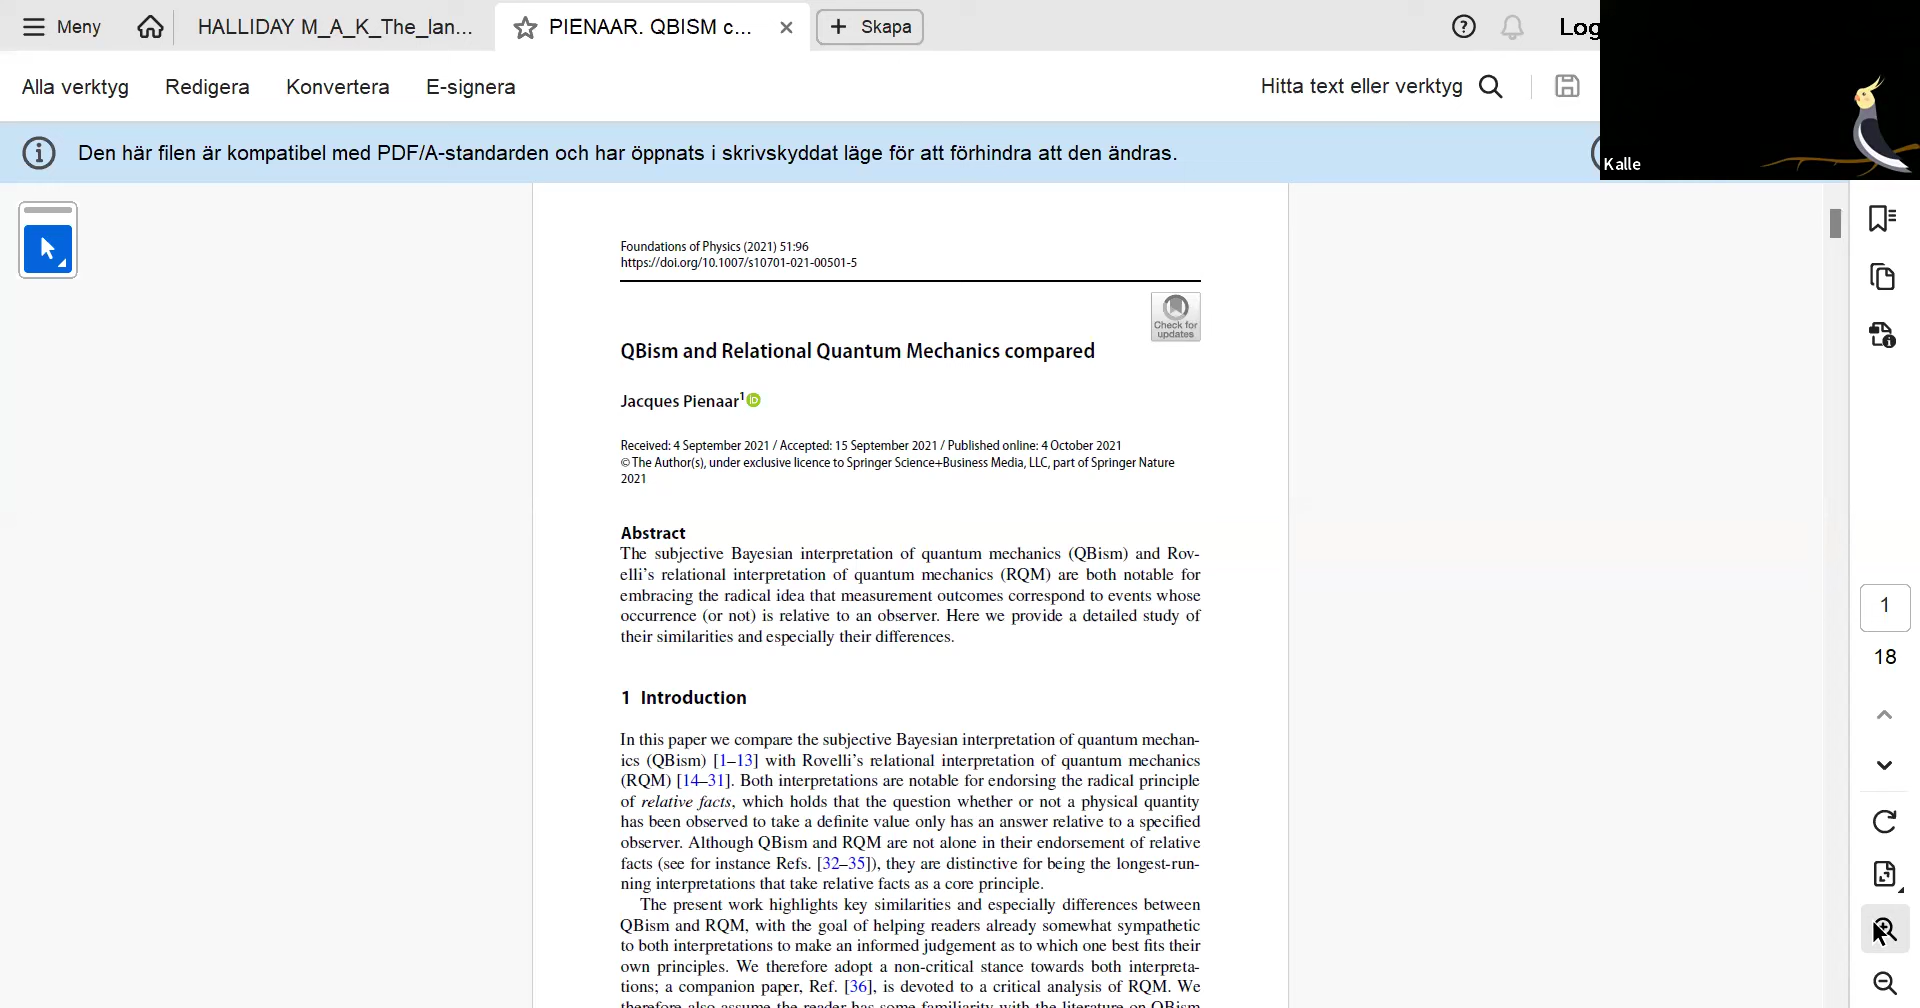 Meny
HALLIDAY M_A_K_The_lan...
PIENAAR. QBISM c...
Skapa
Log
Alla verktyg
Redigera
Konvertera
E-signera
Hitta text eller verktyg
Den här filen är kompatibel med PDF/A-standarden och har öppnats i skrivskyddat läge för att förhindra att den ändras.
Kalle
Foundations of Physics (2021) 51:96
https://doi.org/10.1007/s10701-021-00501-5
Check for
updates
QBism and Relational Quantum Mechanics compared
Jacques Pienaar1
iD
Received: 4 September 2021 / Accepted: 15 September 2021 / Published online: 4 October 2021
© The Author(s), under exclusive licence to Springer Science+Business Media, LLC, part of Springer Nature
2021
Abstract
The subjective Bayesian interpretation of quantum mechanics (QBism) and Rov-
elli's relational interpretation of quantum mechanics (RQM) are both notable for
embracing the radical idea that measurement outcomes correspond to events whose
occurrence (or not) is relative to an observer. Here we provide a detailed study of
their similarities and especially their differences.
1 Introduction
In this paper we compare the subjective Bayesian interpretation of quantum mechan-
ics (QBism) [1–13] with Rovelli's relational interpretation of quantum mechanics
(RQM) [14–31]. Both interpretations are notable for endorsing the radical principle
of relative facts, which holds that the question whether or not a physical quantity
has been observed to take a definite value only has an answer relative to a specified
observer. Although QBism and RQM are not alone in their endorsement of relative
facts (see for instance Refs. [32–35]), they are distinctive for being the longest-run-
ning interpretations that take relative facts as a core principle.
The present work highlights key similarities and especially differences between
QBism and RQM, with the goal of helping readers already somewhat sympathetic
to both interpretations to make an informed judgement as to which one best fits their
own principles. We therefore adopt a non-critical stance towards both interpreta-
tions; a companion paper, Ref. [36], is devoted to a critical analysis of RQM. We
therefore also assume the reader has some familiarity with the literature on QBism
1
18